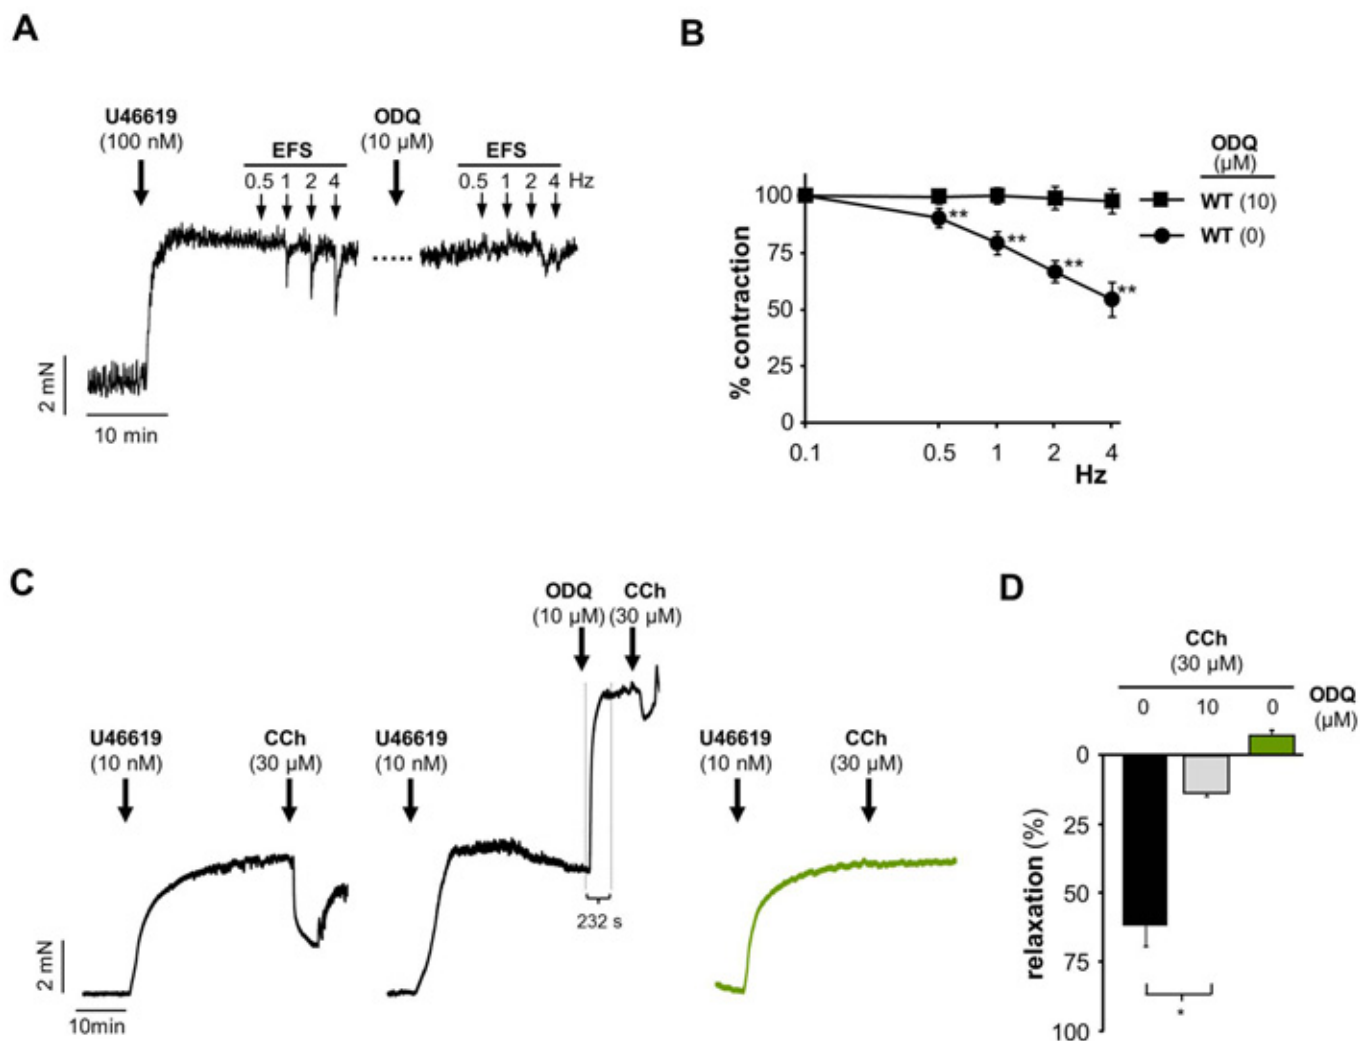 A
U46619
(100 nM)
EFS
0.5 1 2 4
ODQ
(10 µM)
EFS
0.5 1 2 4 Hz
2 mN
10 min
B
ODQ
(µM)
WT (10)
WT (0)
% contraction
100
75
50
25
0
**
**
**
**
0.1 0.5 1 2 4
Hz
C
U46619
(10 nM)
CCh
(30 µM)
U46619
(10 nM)
ODQ
(10 µM)
CCh
(30 µM)
232 s
U46619
(10 nM)
CCh
(30 µM)
2 mN
10min
D
CCh
(30 µM)
0 10 0
ODQ
(µM)
relaxation (%)
0
25
50
75
100
*